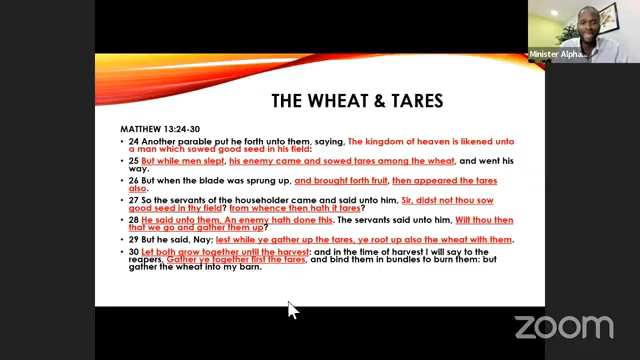 Minister Alpha...
THE WHEAT & TARES
MATTHEW 13:24-30
• 24 Another parable put he forth unto them, saying, The kingdom of heaven is likened unto
a man which sowed good seed in his field:
• 25 But while men slept, his enemy came and sowed tares among the wheat, and went his
way.
• 26 But when the blade was sprung up, and brought forth fruit, then appeared the tares
also.
• 27 So the servants of the householder came and said unto him, Sir, didst not thou sow
good seed in thy field? from whence then hath it tares?
• 28 He said unto them, An enemy hath done this. The servants said unto him, Wilt thou then
that we go and gather them up?
• 29 But he said, Nay; lest while ye gather up the tares, ye root up also the wheat with them.
• 30 Let both grow together until the harvest: and in the time of harvest I will say to the
reapers, Gather ye together first the tares, and bind them in bundles to burn them: but
gather the wheat into my barn.
zoom